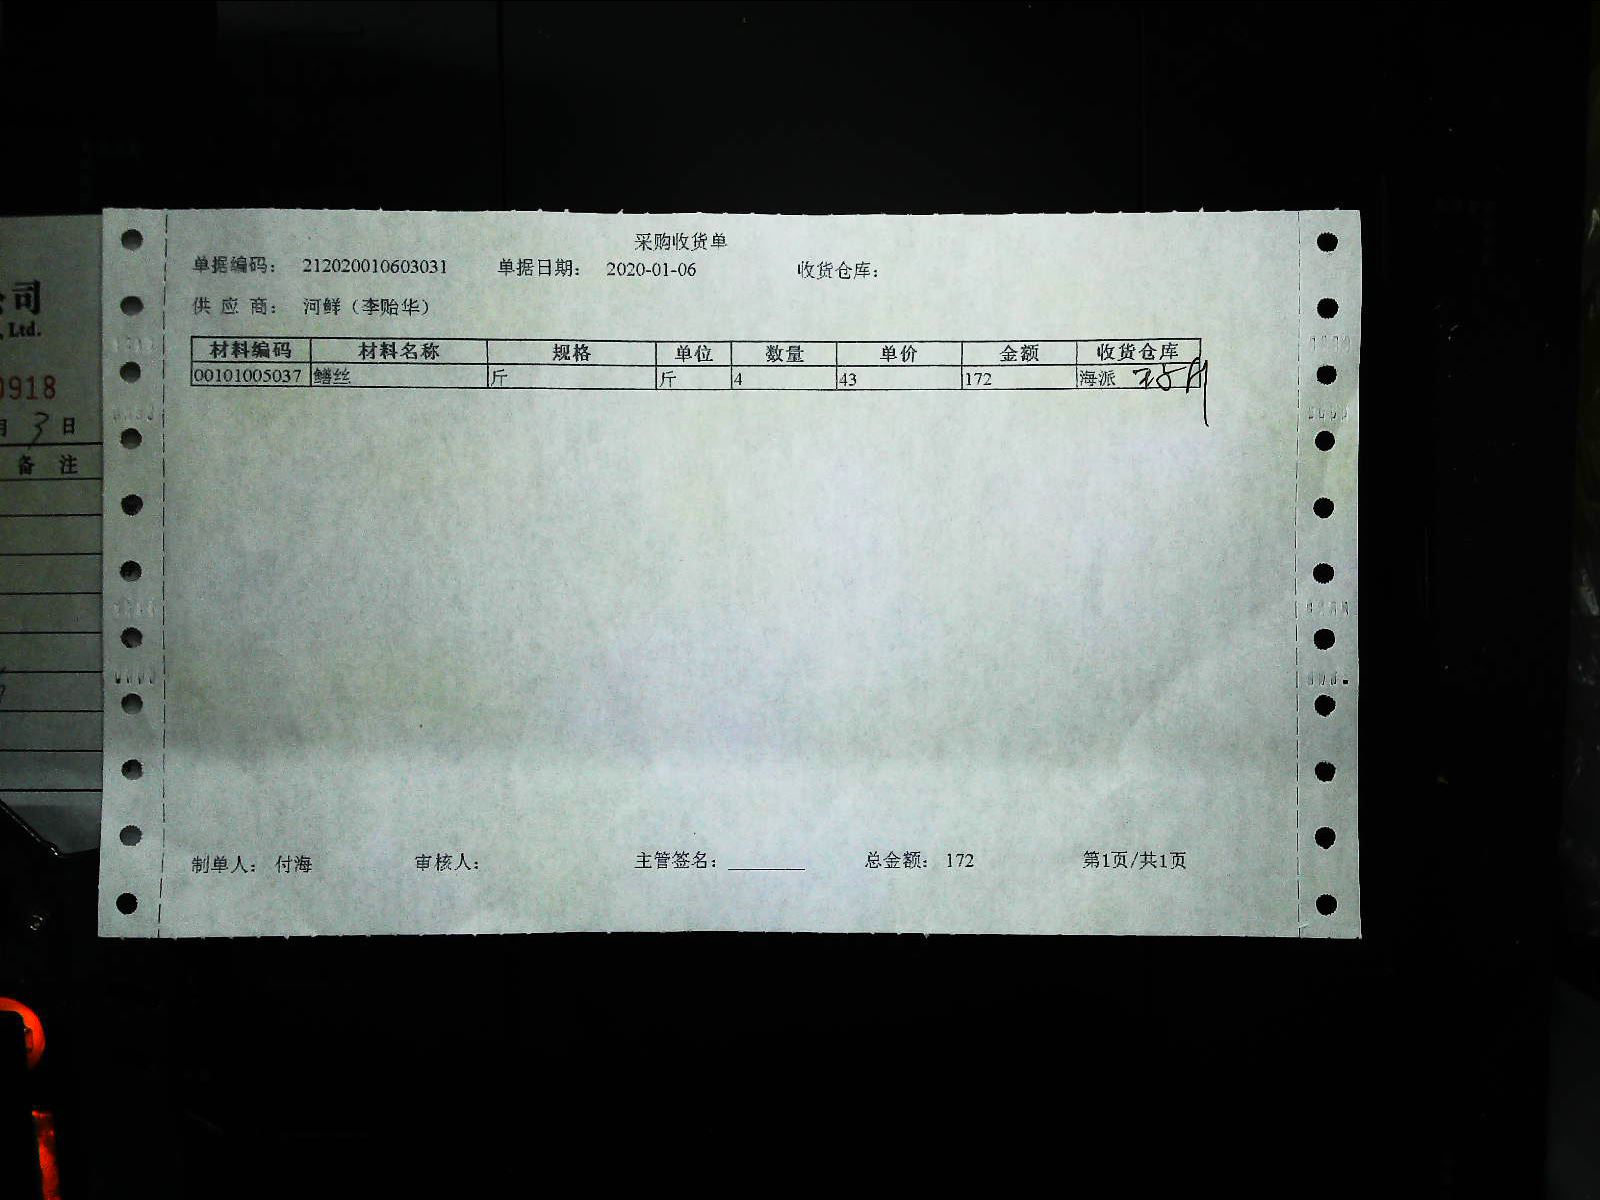 采购收货单
单据编码： 212020010603031 单据日期： 2020-01-06 收货仓库：
供 应 商： 河鲜（李贻华）
材料编码 材料名称 规格 单位 数量 单价 金额 收货仓库
00101005037 鳝丝 斤 斤 4 43 172 海派
制单人： 付海 审核人： 主管签名： 总金额： 172 第1页/共1页
公司
, Ltd.
0918
月 3 日
备 注